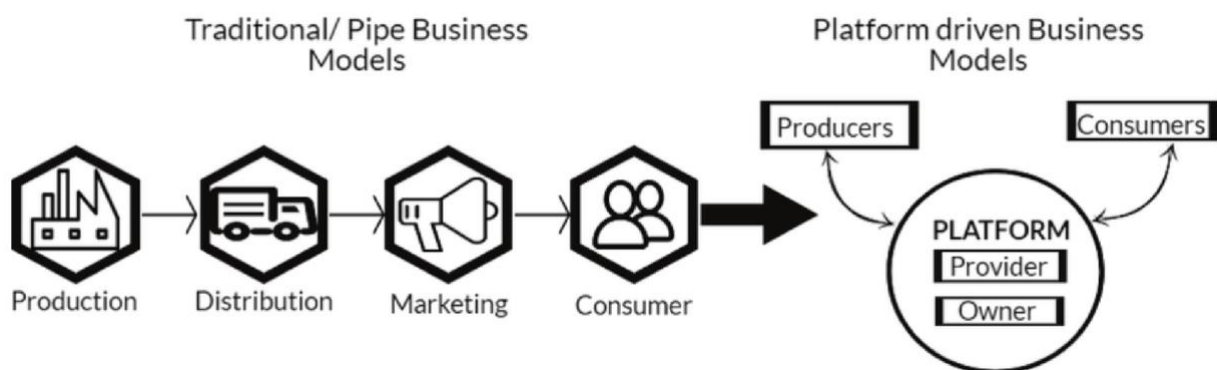 Traditional/ Pipe Business
Models
Production
Distribution
Marketing
Consumer
Platform driven Business
Models
Producers
Consumers
PLATFORM
Provider
Owner